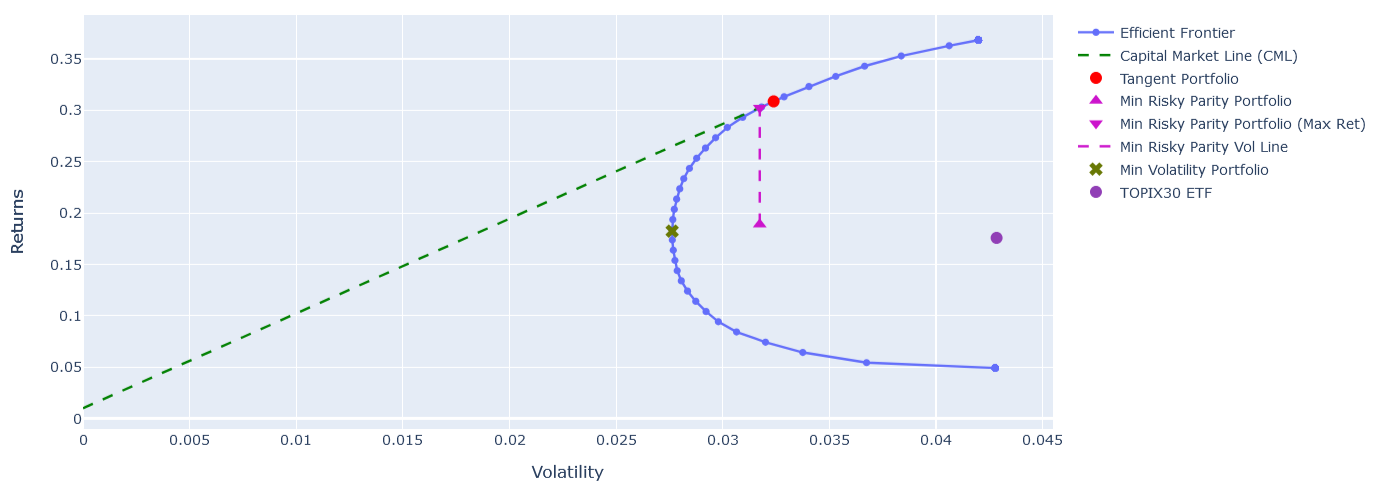 0.35
0.3
0.25
0.2
0.15
0.1
0.05
0
Returns
0
0.005
0.01
0.015
0.02
0.025
0.03
0.035
0.04
0.045
Volatility
Efficient Frontier
Capital Market Line (CML)
Tangent Portfolio
Min Risky Parity Portfolio
Min Risky Parity Portfolio (Max Ret)
Min Risky Parity Vol Line
Min Volatility Portfolio
TOPIX30 ETF